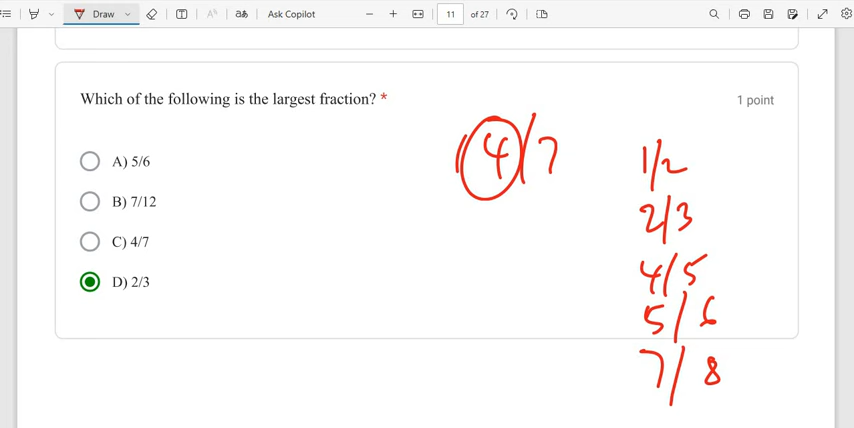 Draw
Ask Copilot
11 of 27
Which of the following is the largest fraction? *
1 point
A) 5/6
B) 7/12
C) 4/7
D) 2/3
4/7
1/2
2/3
4/5
5/6
7/8